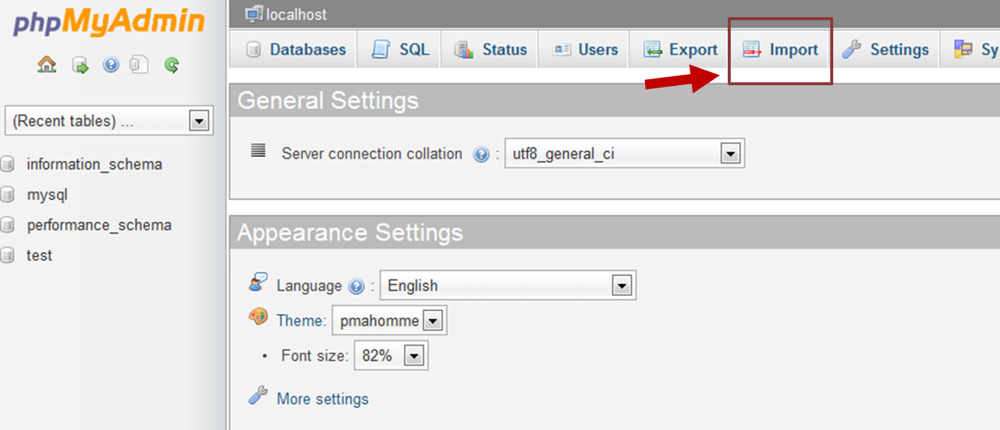 phpMyAdmin
(Recent tables) ...
information_schema
mysql
performance_schema
test
localhost
Databases SQL Status Users Export Import Settings Sy
General Settings
Server connection collation : utf8_general_ci
Appearance Settings
Language : English
Theme: pmahomme
• Font size: 82%
More settings